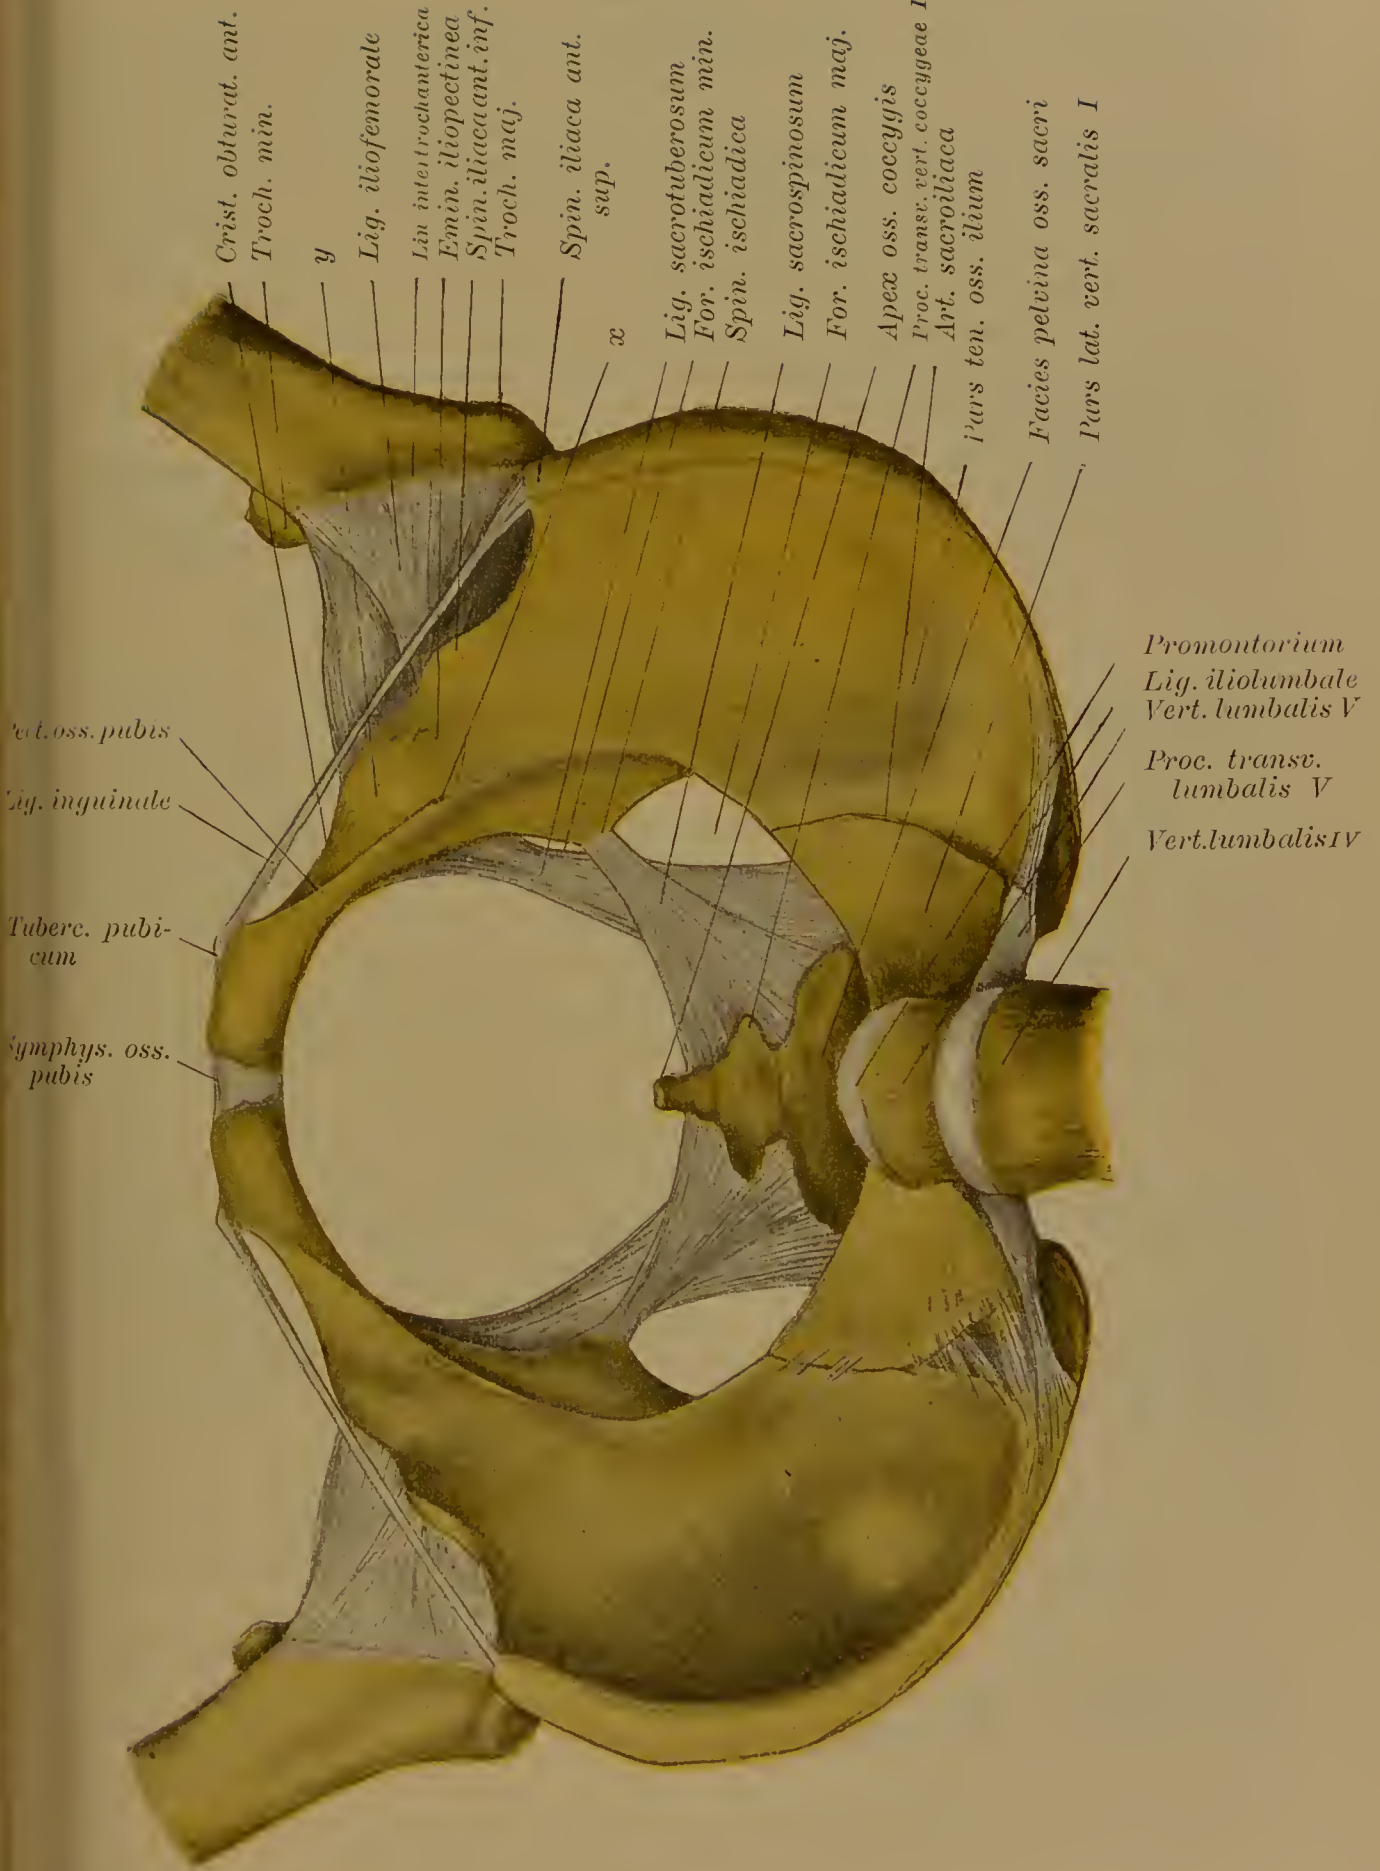 Crist. obturat. ant.
Troch. min.
y
Lig. iliofemorale
Lin intertrochanterica
Emin. iliopectinea
Spin. iliaca ant. inf.
Troch. maj.
Spin. iliaca ant.
sup.
x
Lig. sacrotuberosum
For. ischiadicum min.
Spin. ischiadica
Lig. sacrospinosum
For. ischiadicum maj.
Apex oss. coccygis
Proc. transv. vert. coccygeae I
Art. sacroiliaca
Pars ten. oss. ilium
Facies pelvina oss. sacri
Pars lat. vert. sacralis I
Promontorium
Lig. iliolumbale
Vert. lumbalis V
Proc. transv.
lumbalis V
Vert. lumbalis IV
oss. pubis
inguinale
Tuberc. pubi-
cum
ymphys. oss.
pubis